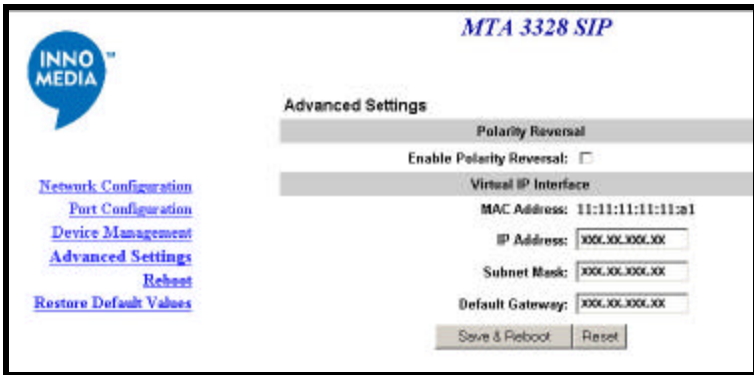 MTA 3328 SIP
INNO
MEDIA ™
Advanced Settings
Polarity Reversal
Enable Polarity Reversal:
Network Configuration
Port Configuration
Device Management
Advanced Settings
Reboot
Restore Default Values
Virtual IP Interface
MAC Address: 11:11:11:11:11:a1
IP Address: XXX.XX.XXX.XX
Subnet Mask: XXX.XX.XXX.XX
Default Gateway: XXX.XX.XXX.XX
Save & Reboot Reset